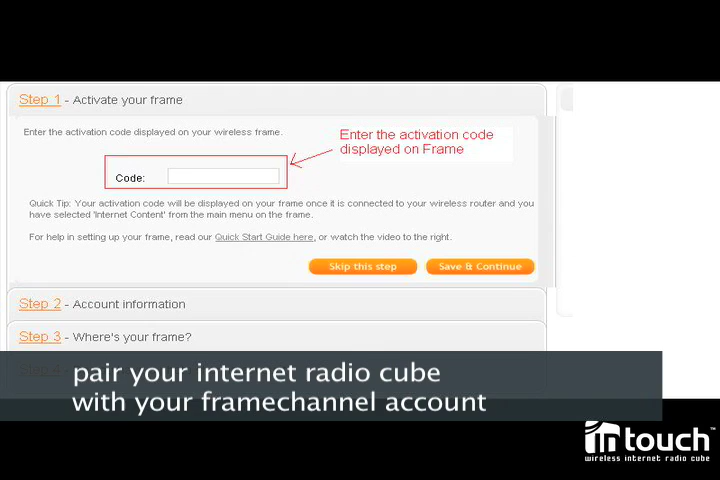 Step 1 - Activate your frame
Enter the activation code displayed on your wireless frame.
Enter the activation code
displayed on Frame
Code:
Quick Tip: Your activation code will be displayed on your frame once it is connected to your wireless router and you
have selected 'Internet Content' from the main menu on the frame.
For help in setting up your frame, read our Quick Start Guide here, or watch the video to the right.
Skip this step
Save & Continue
Step 2 - Account information
Step 3 - Where's your frame?
pair your internet radio cube
with your framechannel account
intouch™
wireless internet radio cube